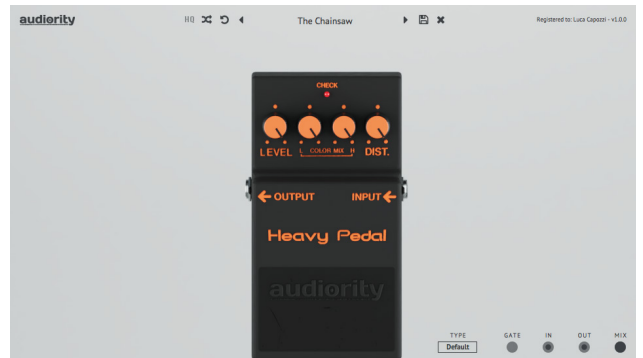 audiority
HQ
The Chainsaw
Registered to: Luca Capozzi - v1.0.0
CHECK
LEVEL
L COLOR MIX H
DIST.
OUTPUT
INPUT
Heavy Pedal
audiority
TYPE
Default
GATE
IN
OUT
MIX